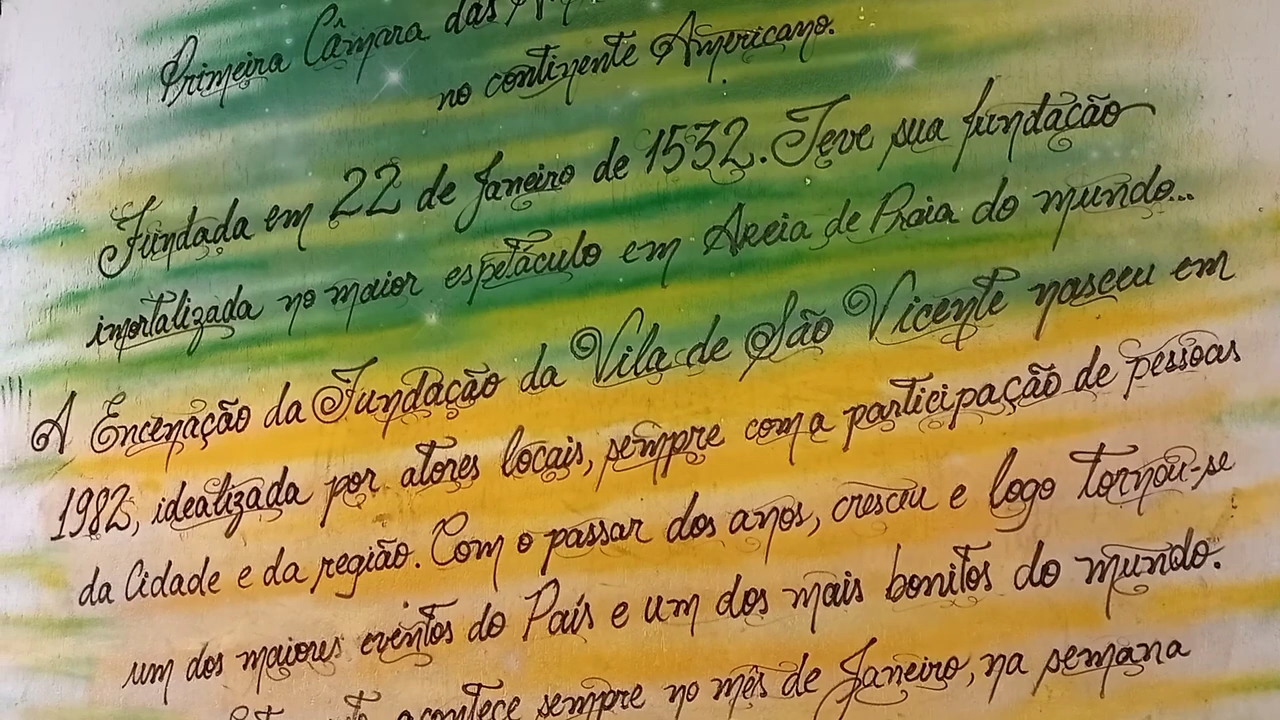 Primeira Câmara das
no continente Americano.
Fundada em 22 de Janeiro de 1532. Teve sua fundação
imortalizada no maior espetáculo em Areia de Praia do mundo...
A Encenação da Fundação da Vila de São Vicente nasceu em
1982, idealizada por atores locais, sempre com a participação de pessoas
da Cidade e da região. Com o passar dos anos, cresceu e logo tornou-se
um dos maiores eventos do País e um dos mais bonitos do mundo.
acontece sempre no mês de Janeiro, na semana